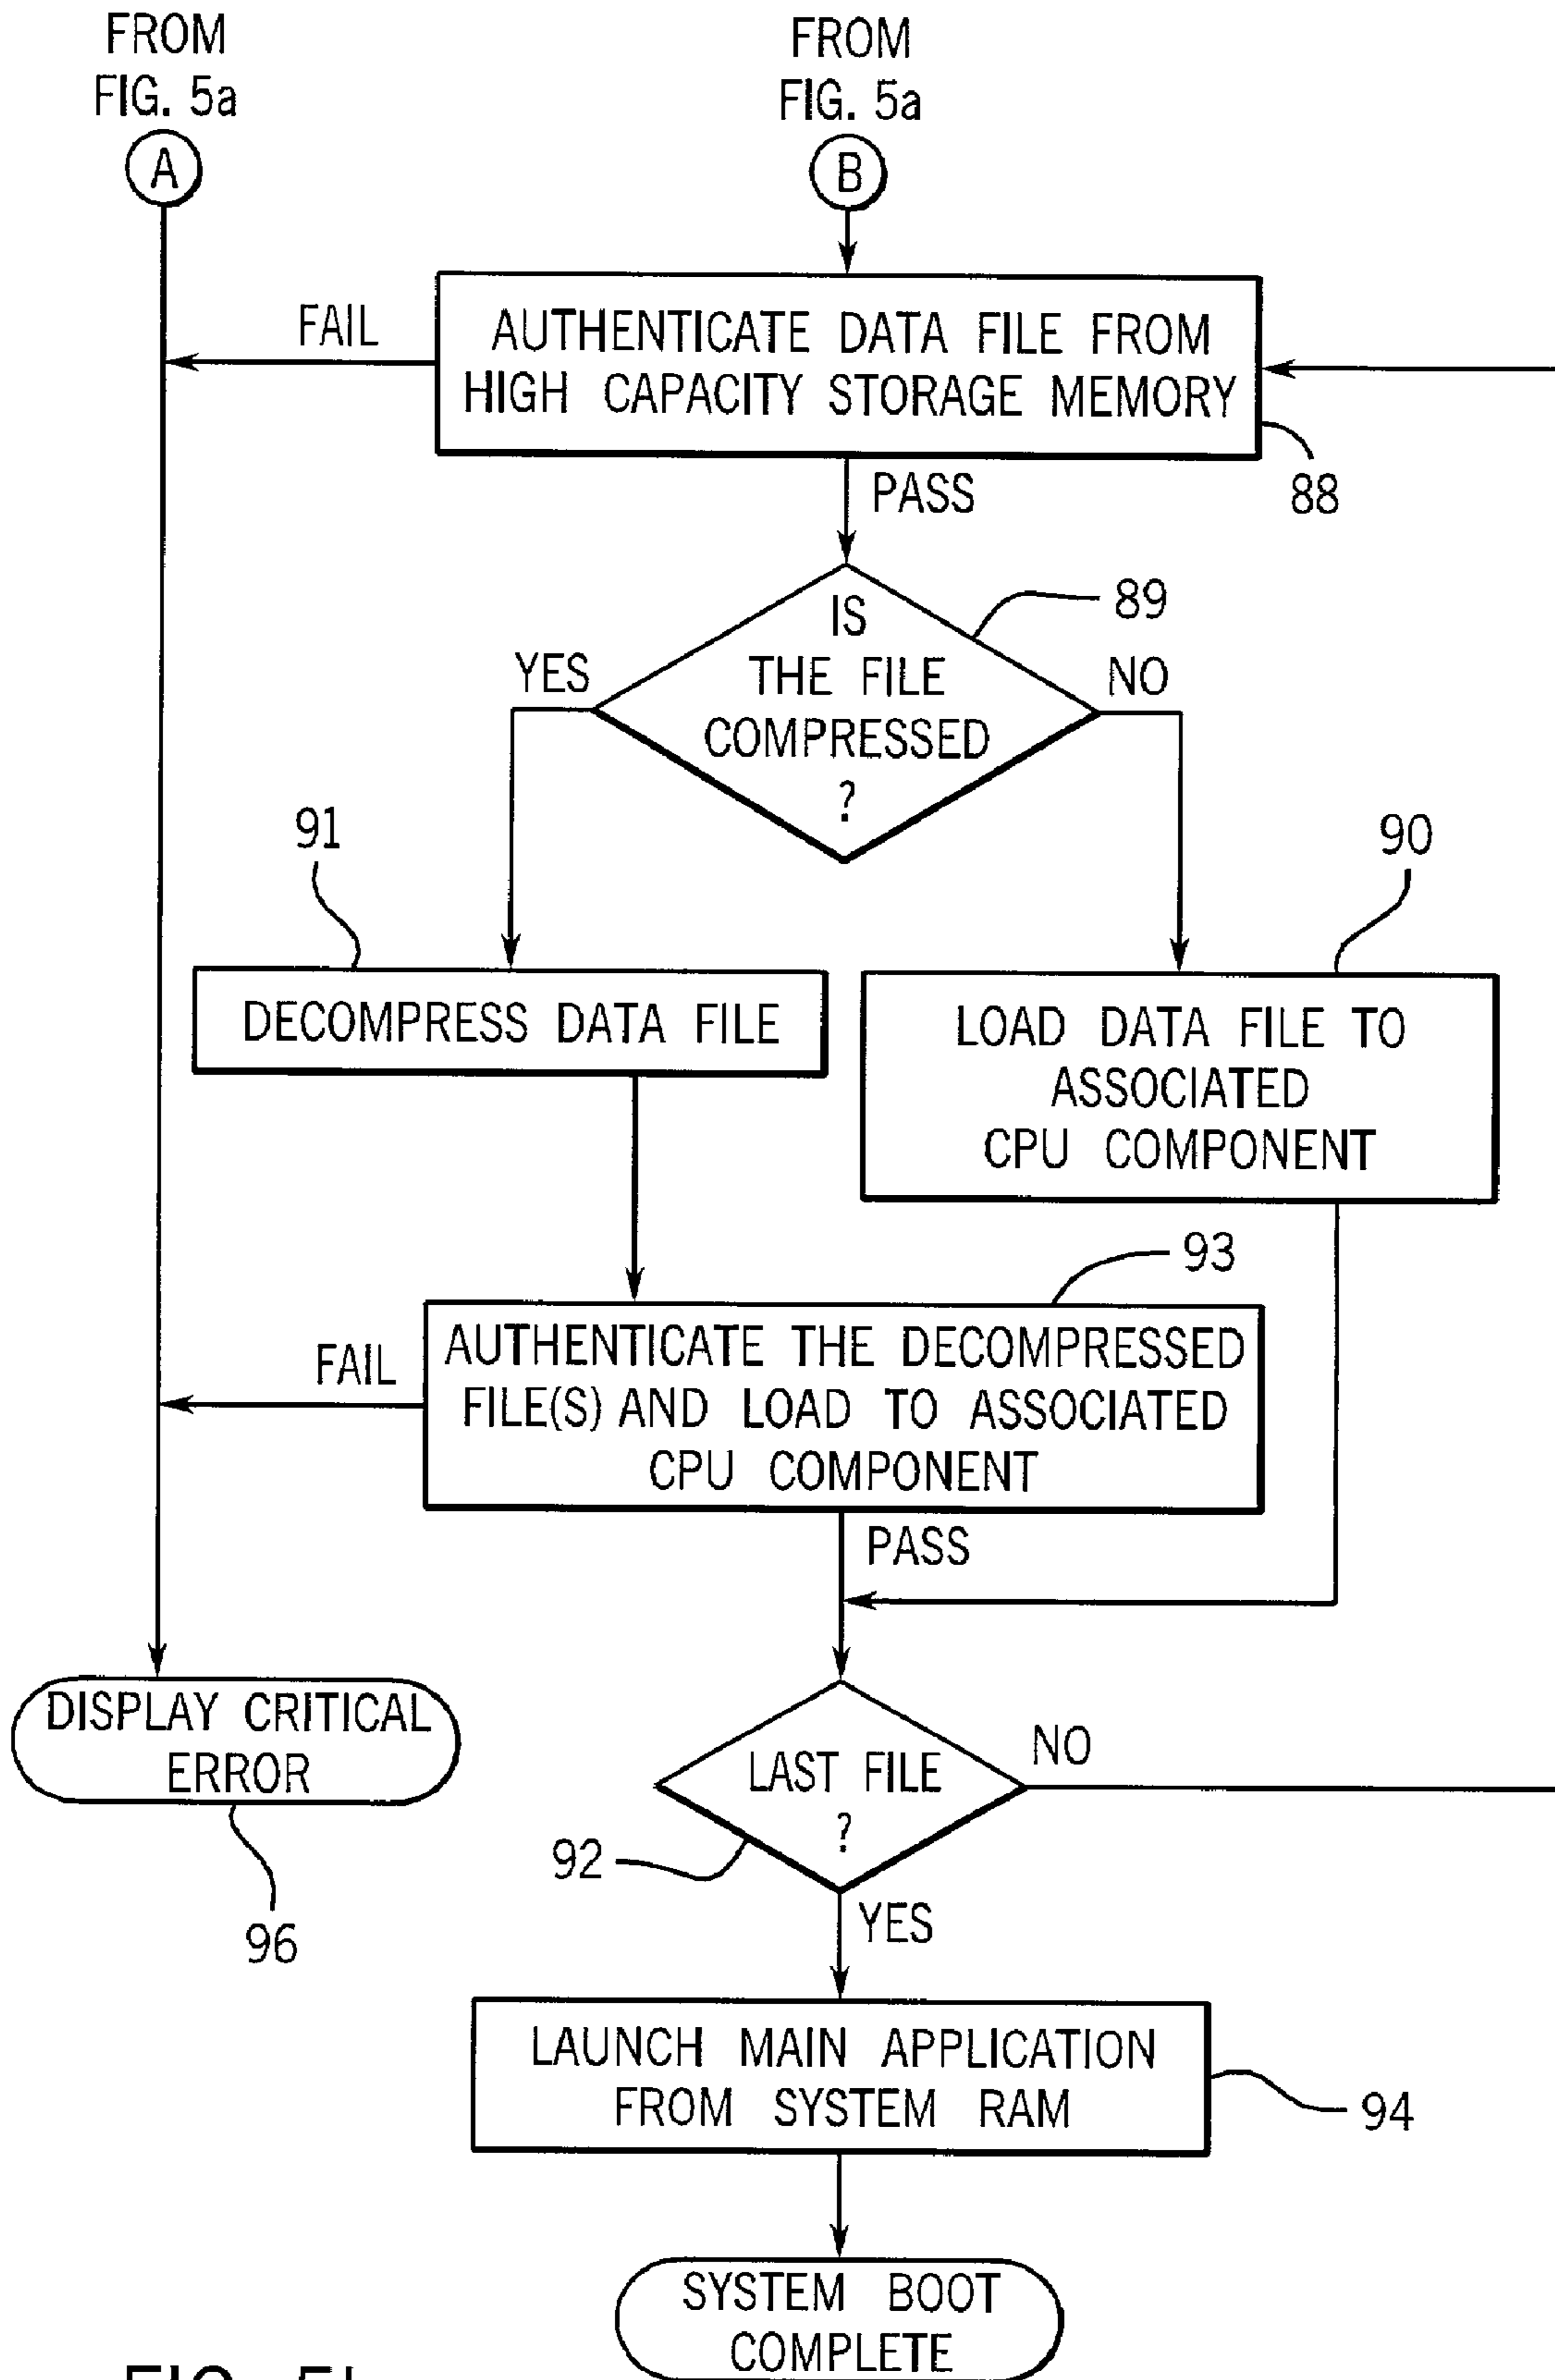 FROM
FIG. 5a
A
FROM
FIG. 5a
B
AUTHENTICATE DATA FILE FROM
HIGH CAPACITY STORAGE MEMORY
FAIL
88
PASS
IS
THE FILE
COMPRESSED
?
89
YES
NO
91
90
DECOMPRESS DATA FILE
LOAD DATA FILE TO
ASSOCIATED
CPU COMPONENT
93
AUTHENTICATE THE DECOMPRESSED
FILE(S) AND LOAD TO ASSOCIATED
CPU COMPONENT
FAIL
PASS
DISPLAY CRITICAL
ERROR
96
LAST FILE
?
NO
92
YES
LAUNCH MAIN APPLICATION
FROM SYSTEM RAM
94
SYSTEM BOOT
COMPLETE